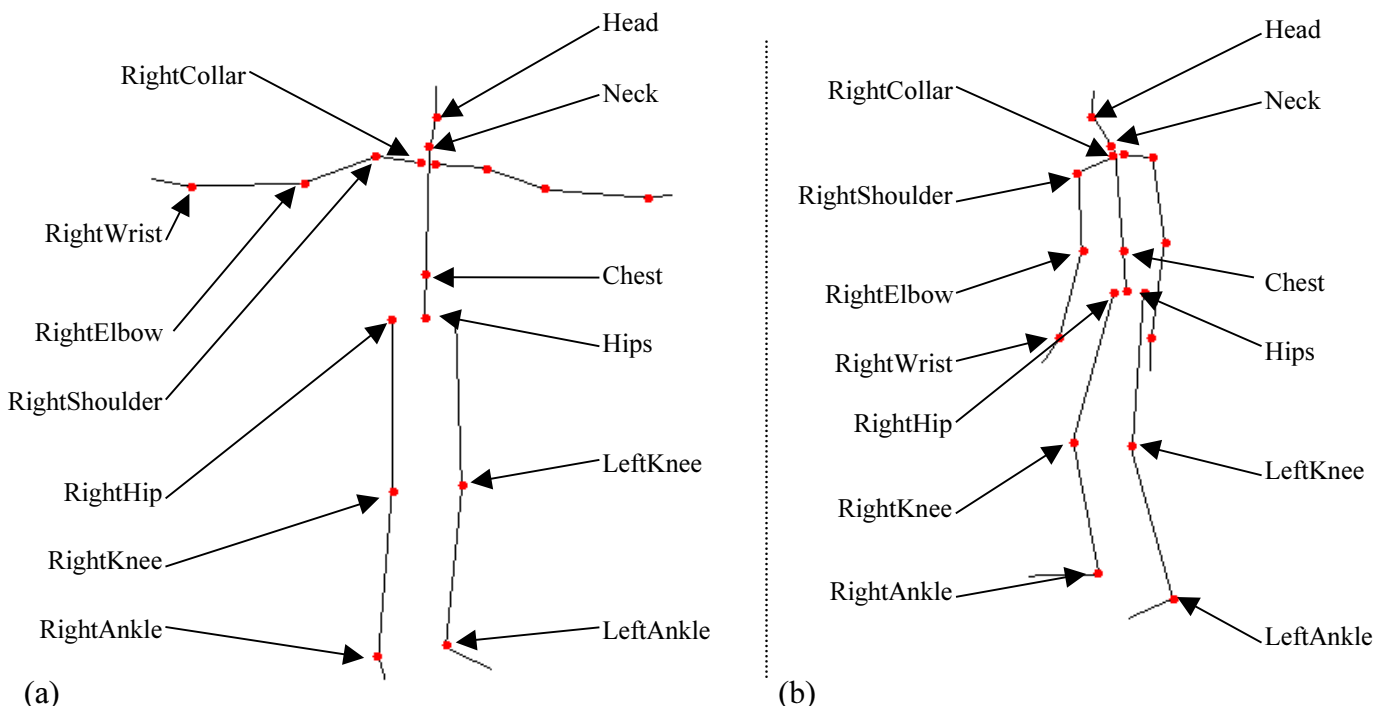 Head
RightCollar
Neck
RightWrist
Chest
RightElbow
Hips
RightShoulder
LeftKnee
RightHip
RightKnee
RightAnkle
LeftAnkle
(a)
Head
RightCollar
Neck
RightShoulder
Chest
RightElbow
Hips
RightWrist
RightHip
LeftKnee
RightKnee
RightAnkle
LeftAnkle
(b)